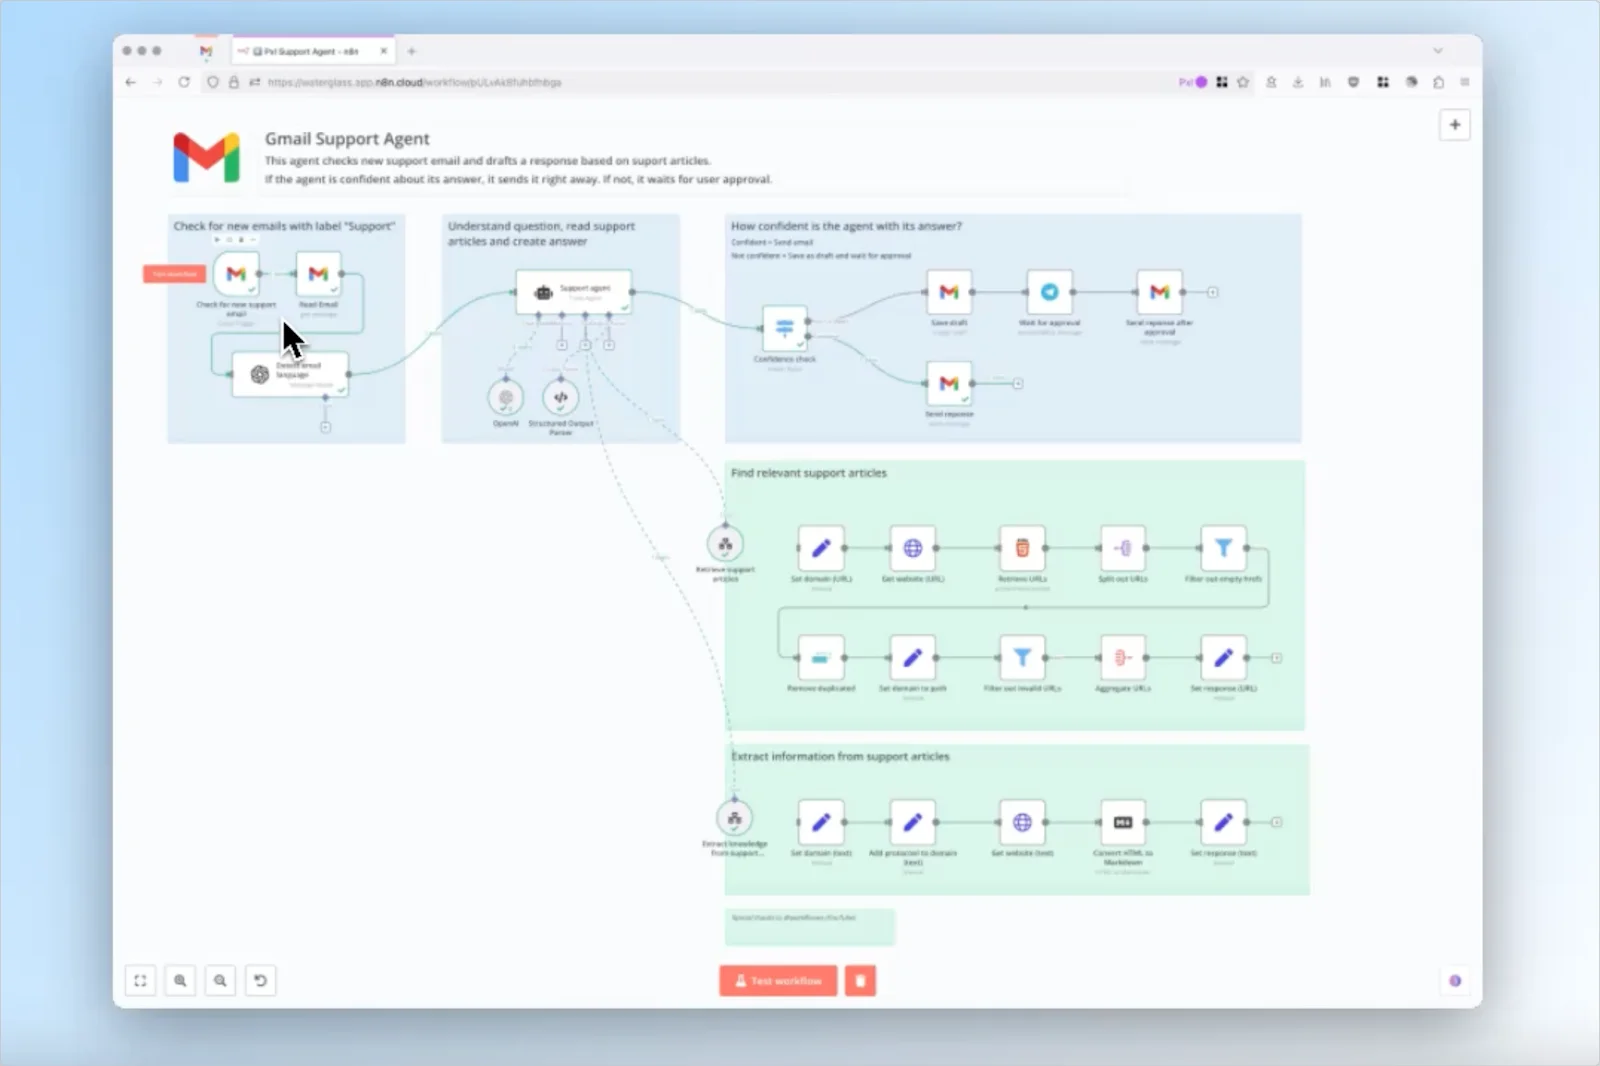 Pxl Support Agent - n8n
https://waterglass.app.n8n.cloud/workflow/
Pxl
Gmail Support Agent
This agent checks new support email and drafts a response based on suport articles.
If the agent is confident about its answer, it sends it right away. If not, it waits for user approval.
Check for new emails with label "Support"
Test workflow
Check for new support
email
Read Email
Detect email
language
Understand question, read support
articles and create answer
Support agent
OpenAI
Structured Output
Parser
How confident is the agent with its answer?
Confident = Send email
Not confident = Save as draft and wait for approval
Confidence check
Save draft
Wait for approval
Send reponse after
approval
Send reponse
Find relevant support articles
Retrieve support
articles
Set domain (URL)
Get website (URL)
Retrieve URLs
Split out URLs
Filter out empty hrefs
Remove duplicated
Set domain to path
Filter out invalid URLs
Aggregate URLs
Set response (URL)
Extract information from support articles
Extract knowledge
from support...
Set domain (text)
Add protocool to domain
(text)
Get website (text)
Convert HTML to
Markdown
Set response (text)
Test workflow